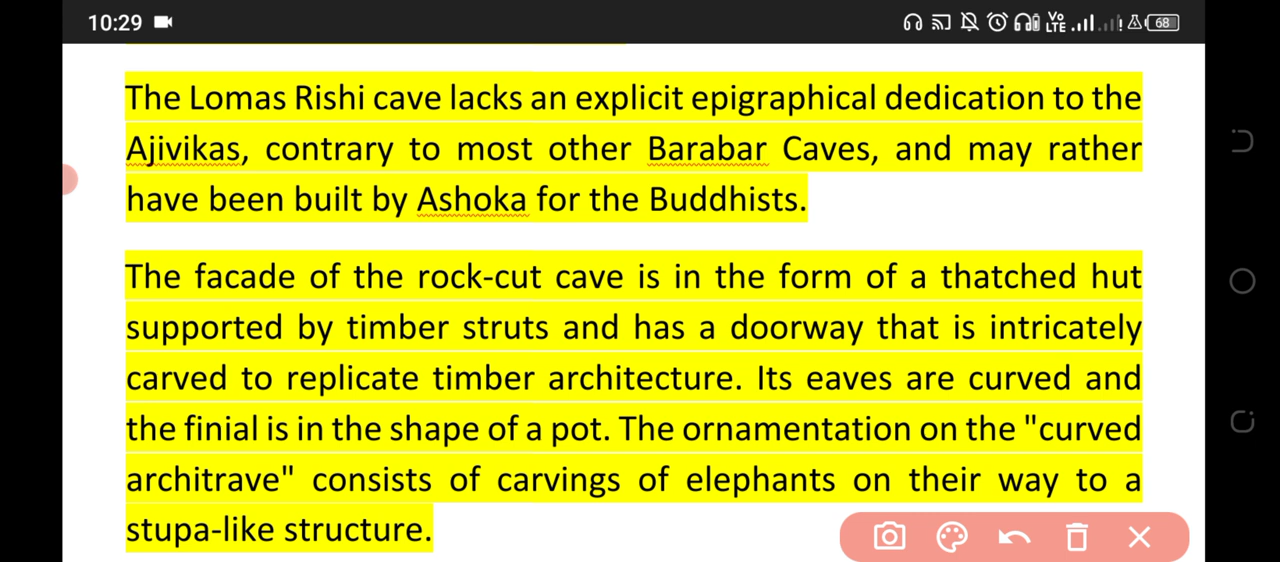 10:29
Vo
LTE
68
The Lomas Rishi cave lacks an explicit epigraphical dedication to the
Ajivikas, contrary to most other Barabar Caves, and may rather
have been built by Ashoka for the Buddhists.
The facade of the rock-cut cave is in the form of a thatched hut
supported by timber struts and has a doorway that is intricately
carved to replicate timber architecture. Its eaves are curved and
the finial is in the shape of a pot. The ornamentation on the "curved
architrave" consists of carvings of elephants on their way to a
stupa-like structure.